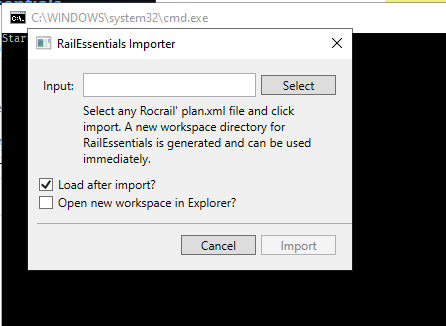 C:\WINDOWS\system32\cmd.exe
Star
RailEssentials Importer
Input:
Select
Select any Rocrail' plan.xml file and click
import. A new workspace directory for
RailEssentials is generated and can be used
immediately.
Load after import?
Open new workspace in Explorer?
Cancel
Import